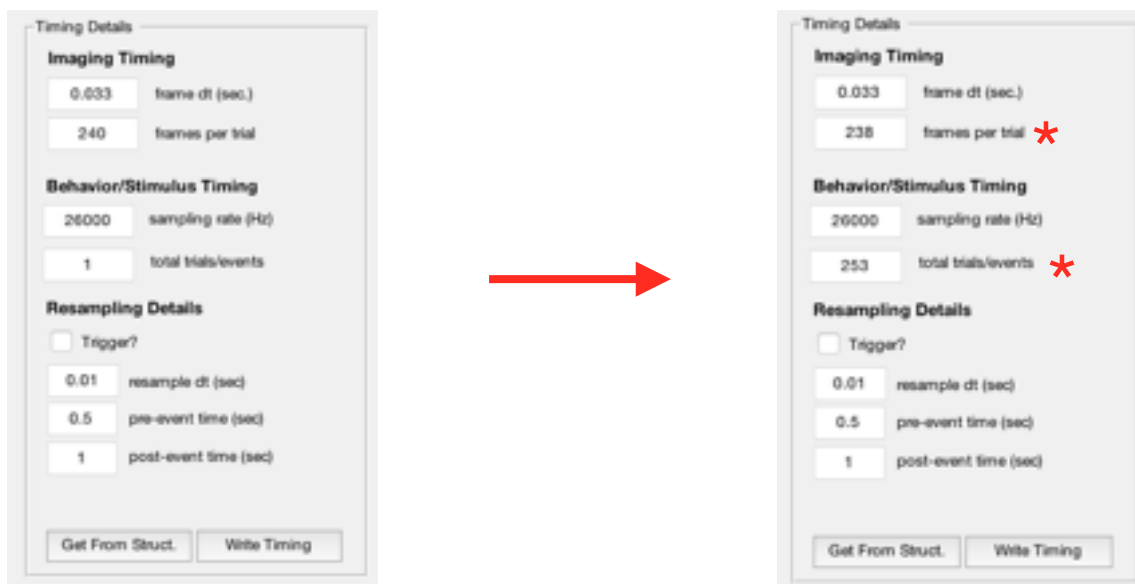 Timing Details
Imaging Timing
0.033 frame dt (sec.)
240 frames per trial
Behavior/Stimulus Timing
26000 sampling rate (Hz)
1 total trials/events
Resampling Details
Trigger?
0.01 resample dt (sec)
0.5 pre-event time (sec)
1 post-event time (sec)
Get From Struct. Write Timing
Timing Details
Imaging Timing
0.033 frame dt (sec.)
238 frames per trial *
Behavior/Stimulus Timing
26000 sampling rate (Hz)
253 total trials/events *
Resampling Details
Trigger?
0.01 resample dt (sec)
0.5 pre-event time (sec)
1 post-event time (sec)
Get From Struct. Write Timing